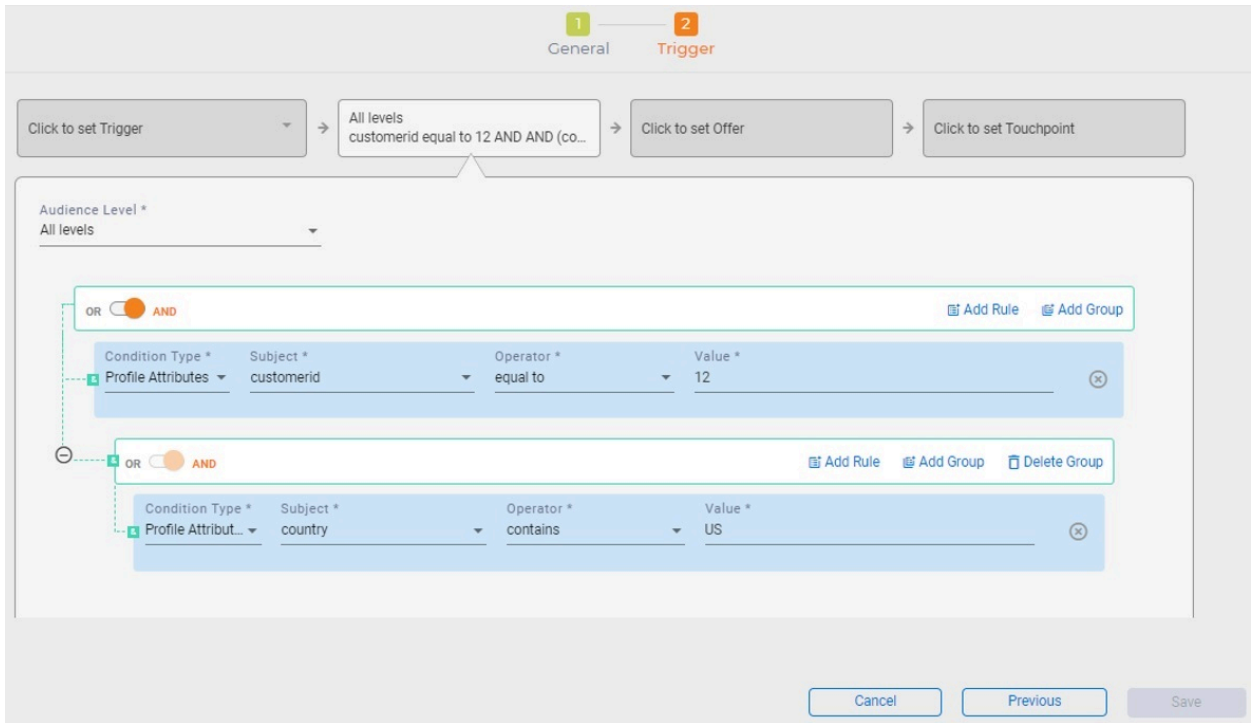 1
2
General
Trigger
Click to set Trigger
All levels
customerid equal to 12 AND AND (co...
Click to set Offer
Click to set Touchpoint
Audience Level *
All levels
OR AND Add Rule Add Group
Condition Type * Subject * Operator * Value *
Profile Attributes customerid equal to 12
OR AND Add Rule Add Group Delete Group
Condition Type * Subject * Operator * Value *
Profile Attribut... country contains US
Cancel Previous Save